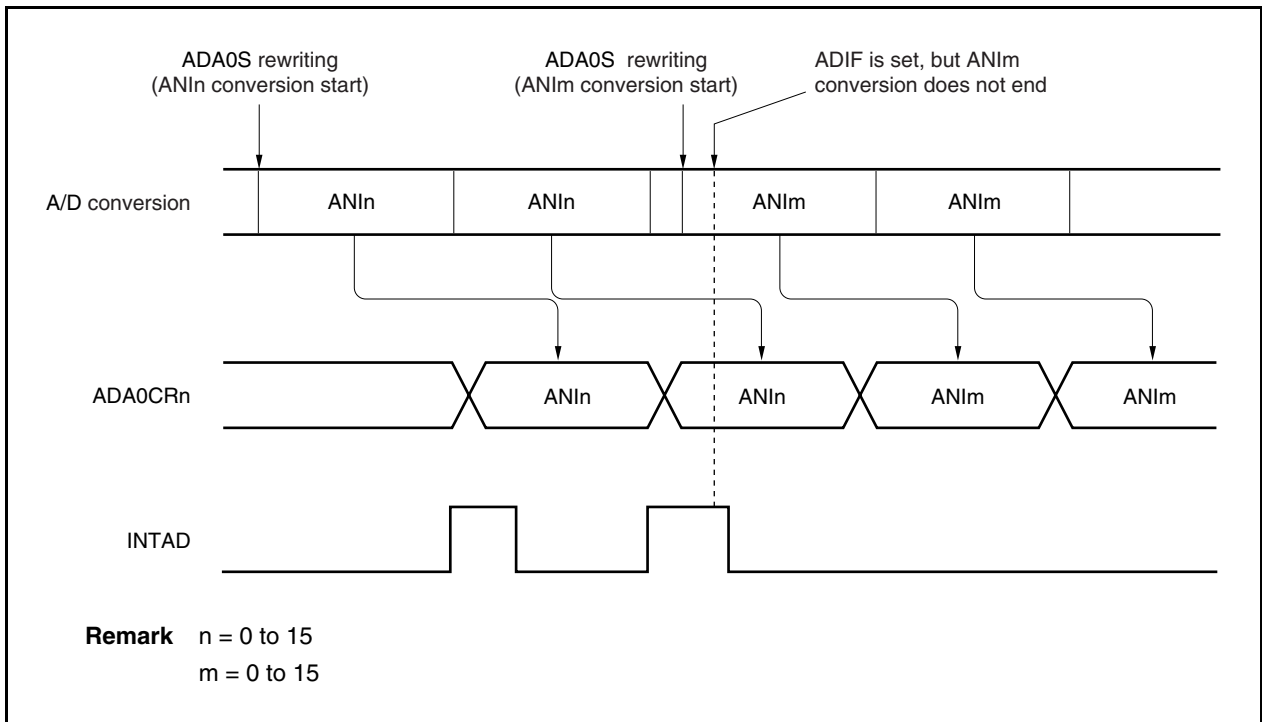 ADA0S rewriting
(ANIn conversion start)
ADA0S rewriting
(ANIm conversion start)
ADIF is set, but ANIm
conversion does not end
A/D conversion
ANIn
ANIn
ANIm
ANIm
ADA0CRn
ANIn
ANIn
ANIm
ANIm
INTAD
Remark n = 0 to 15
m = 0 to 15